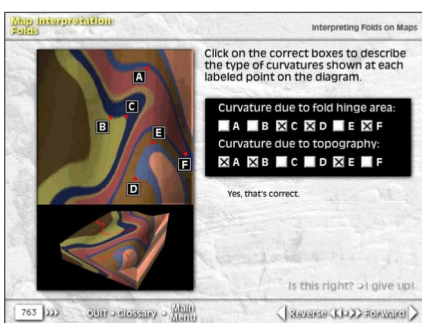 Map Interpretation:
Folds
Interpreting Folds on Maps
Click on the correct boxes to describe
the type of curvatures shown at each
labeled point on the diagram.
Curvature due to fold hinge area:
A B C D E F
Curvature due to topography:
A B C D E F
Yes, that's correct.
A
C
B
E
F
D
Is this right? I give up!
763
QUIT Glossary Main
Menu
Reverse Forward